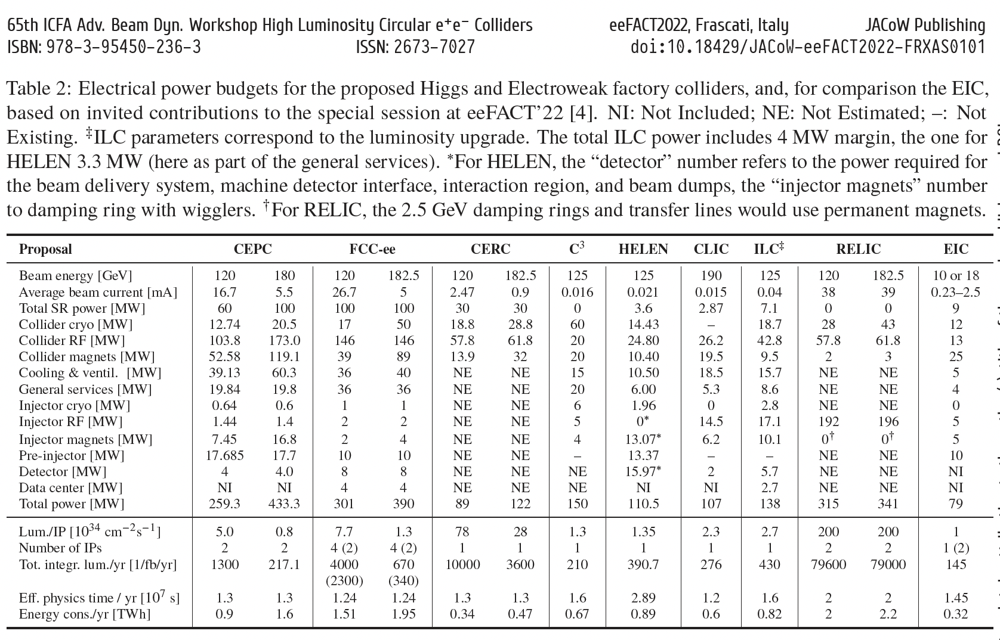 65th ICFA Adv. Beam Dyn. Workshop High Luminosity Circular e⁺e⁻ Colliders eeFACT2022, Frascati, Italy JACoW Publishing
ISBN: 978-3-95450-236-3 ISSN: 2673-7027 doi:10.18429/JACoW-eeFACT2022-FRXAS0101
Table 2: Electrical power budgets for the proposed Higgs and Electroweak factory colliders, and, for comparison the EIC,
based on invited contributions to the special session at eeFACT’22 [4]. NI: Not Included; NE: Not Estimated; –: Not
Existing. ‡ILC parameters correspond to the luminosity upgrade. The total ILC power includes 4 MW margin, the one for
HELEN 3.3 MW (here as part of the general services). *For HELEN, the “detector” number refers to the power required for
the beam delivery system, machine detector interface, interaction region, and beam dumps, the “injector magnets” number
to damping ring with wigglers. †For RELIC, the 2.5 GeV damping rings and transfer lines would use permanent magnets.
Proposal CEPC FCC-ee CERC C³ HELEN CLIC ILC‡ RELIC EIC
Beam energy [GeV] 120 180 120 182.5 120 182.5 125 125 190 125 120 182.5 10 or 18
Average beam current [mA] 16.7 5.5 26.7 5 2.47 0.9 0.016 0.021 0.015 0.04 38 39 0.23–2.5
Total SR power [MW] 60 100 100 100 30 30 0 3.6 2.87 7.1 0 0 9
Collider cryo [MW] 12.74 20.5 17 50 18.8 28.8 60 14.43 – 18.7 28 43 12
Collider RF [MW] 103.8 173.0 146 146 57.8 61.8 20 24.80 26.2 42.8 57.8 61.8 13
Collider magnets [MW] 52.58 119.1 39 89 13.9 32 20 10.40 19.5 9.5 2 3 25
Cooling & ventil. [MW] 39.13 60.3 36 40 NE NE 15 10.50 18.5 15.7 NE NE 5
General services [MW] 19.84 19.8 36 36 NE NE 20 6.00 5.3 8.6 NE NE 4
Injector cryo [MW] 0.64 0.6 1 1 NE NE 6 1.96 0 2.8 NE NE 0
Injector RF [MW] 1.44 1.4 2 2 NE NE 5 0* 14.5 17.1 192 196 5
Injector magnets [MW] 7.45 16.8 2 4 NE NE 4 13.07* 6.2 10.1 0† 0† 5
Pre-injector [MW] 17.685 17.7 10 10 NE NE – 13.37 – – NE NE 10
Detector [MW] 4 4.0 8 8 NE NE NE 15.97* 2 5.7 NE NE NI
Data center [MW] NI NI 4 4 NE NE NE NI NI 2.7 NE NE NI
Total power [MW] 259.3 433.3 301 390 89 122 150 110.5 107 138 315 341 79
Lum./IP [10³⁴ cm⁻²s⁻¹] 5.0 0.8 7.7 1.3 78 28 1.3 1.35 2.3 2.7 200 200 1
Number of IPs 2 2 4 (2) 4 (2) 1 1 1 1 1 1 2 2 1 (2)
Tot. integr. lum./yr [1/fb/yr] 1300 217.1 4000 670 10000 3600 210 390.7 276 430 79600 79000 145
(2300) (340)
Eff. physics time / yr [10⁷ s] 1.3 1.3 1.24 1.24 1.3 1.3 1.6 2.89 1.2 1.6 2 2 1.45
Energy cons./yr [TWh] 0.9 1.6 1.51 1.95 0.34 0.47 0.67 0.89 0.6 0.82 2 2.2 0.32